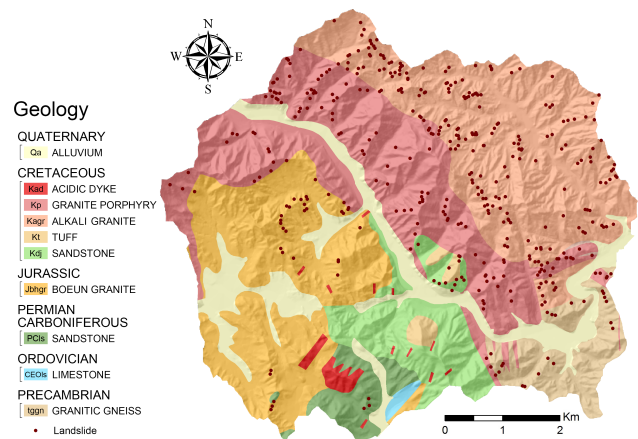 N
W E
S
Geology
QUATERNARY
Qa ALLUVIUM
CRETACEOUS
Kad ACIDIC DYKE
Kp GRANITE PORPHYRY
Kagr ALKALI GRANITE
Kt TUFF
Kdj SANDSTONE
JURASSIC
Jbhgr BOEUN GRANITE
PERMIAN
CARBONIFEROUS
PCls SANDSTONE
ORDOVICIAN
CEOls LIMESTONE
PRECAMBRIAN
tggn GRANITIC GNEISS
Landslide
Km
0 1 2